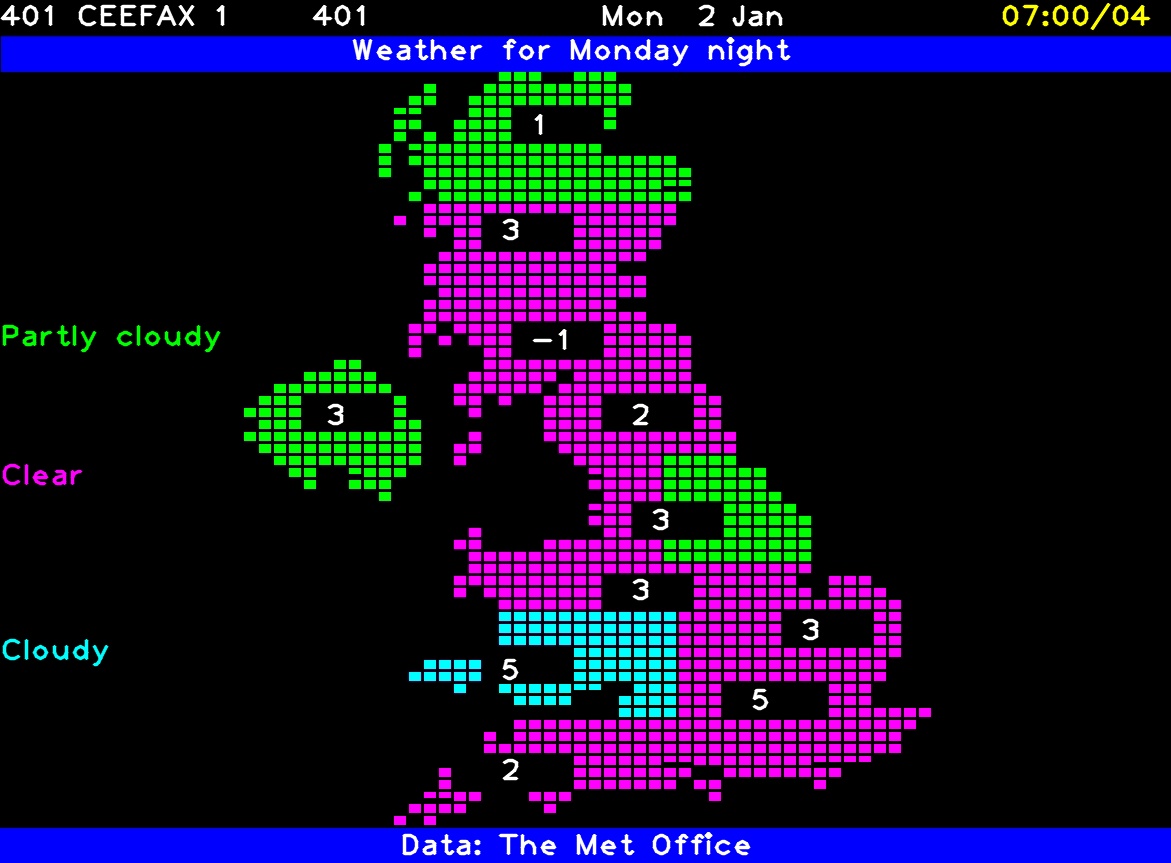 401 CEEFAX 1 401 Mon 2 Jan 07:00/04
Weather for Monday night
1
3
Partly cloudy
-1
3 2
Clear
3
3
3
Cloudy
5
5
2
Data: The Met Office